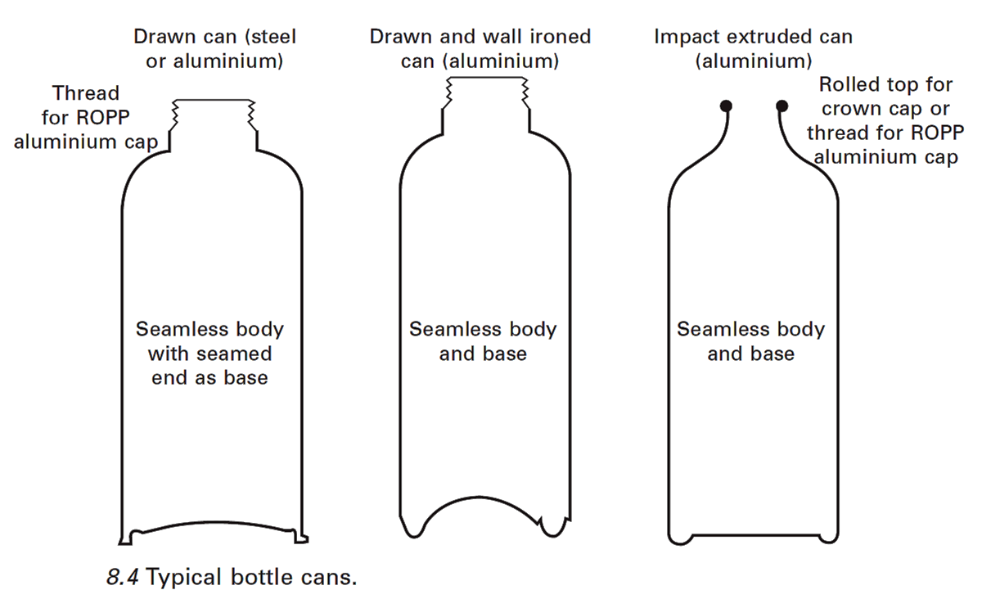 Drawn can (steel
or aluminium)
Drawn and wall ironed
can (aluminium)
Impact extruded can
(aluminium)
Thread
for ROPP
aluminium cap
Rolled top for
crown cap or
thread for ROPP
aluminium cap
Seamless body
with seamed
end as base
Seamless body
and base
Seamless body
and base
8.4 Typical bottle cans.